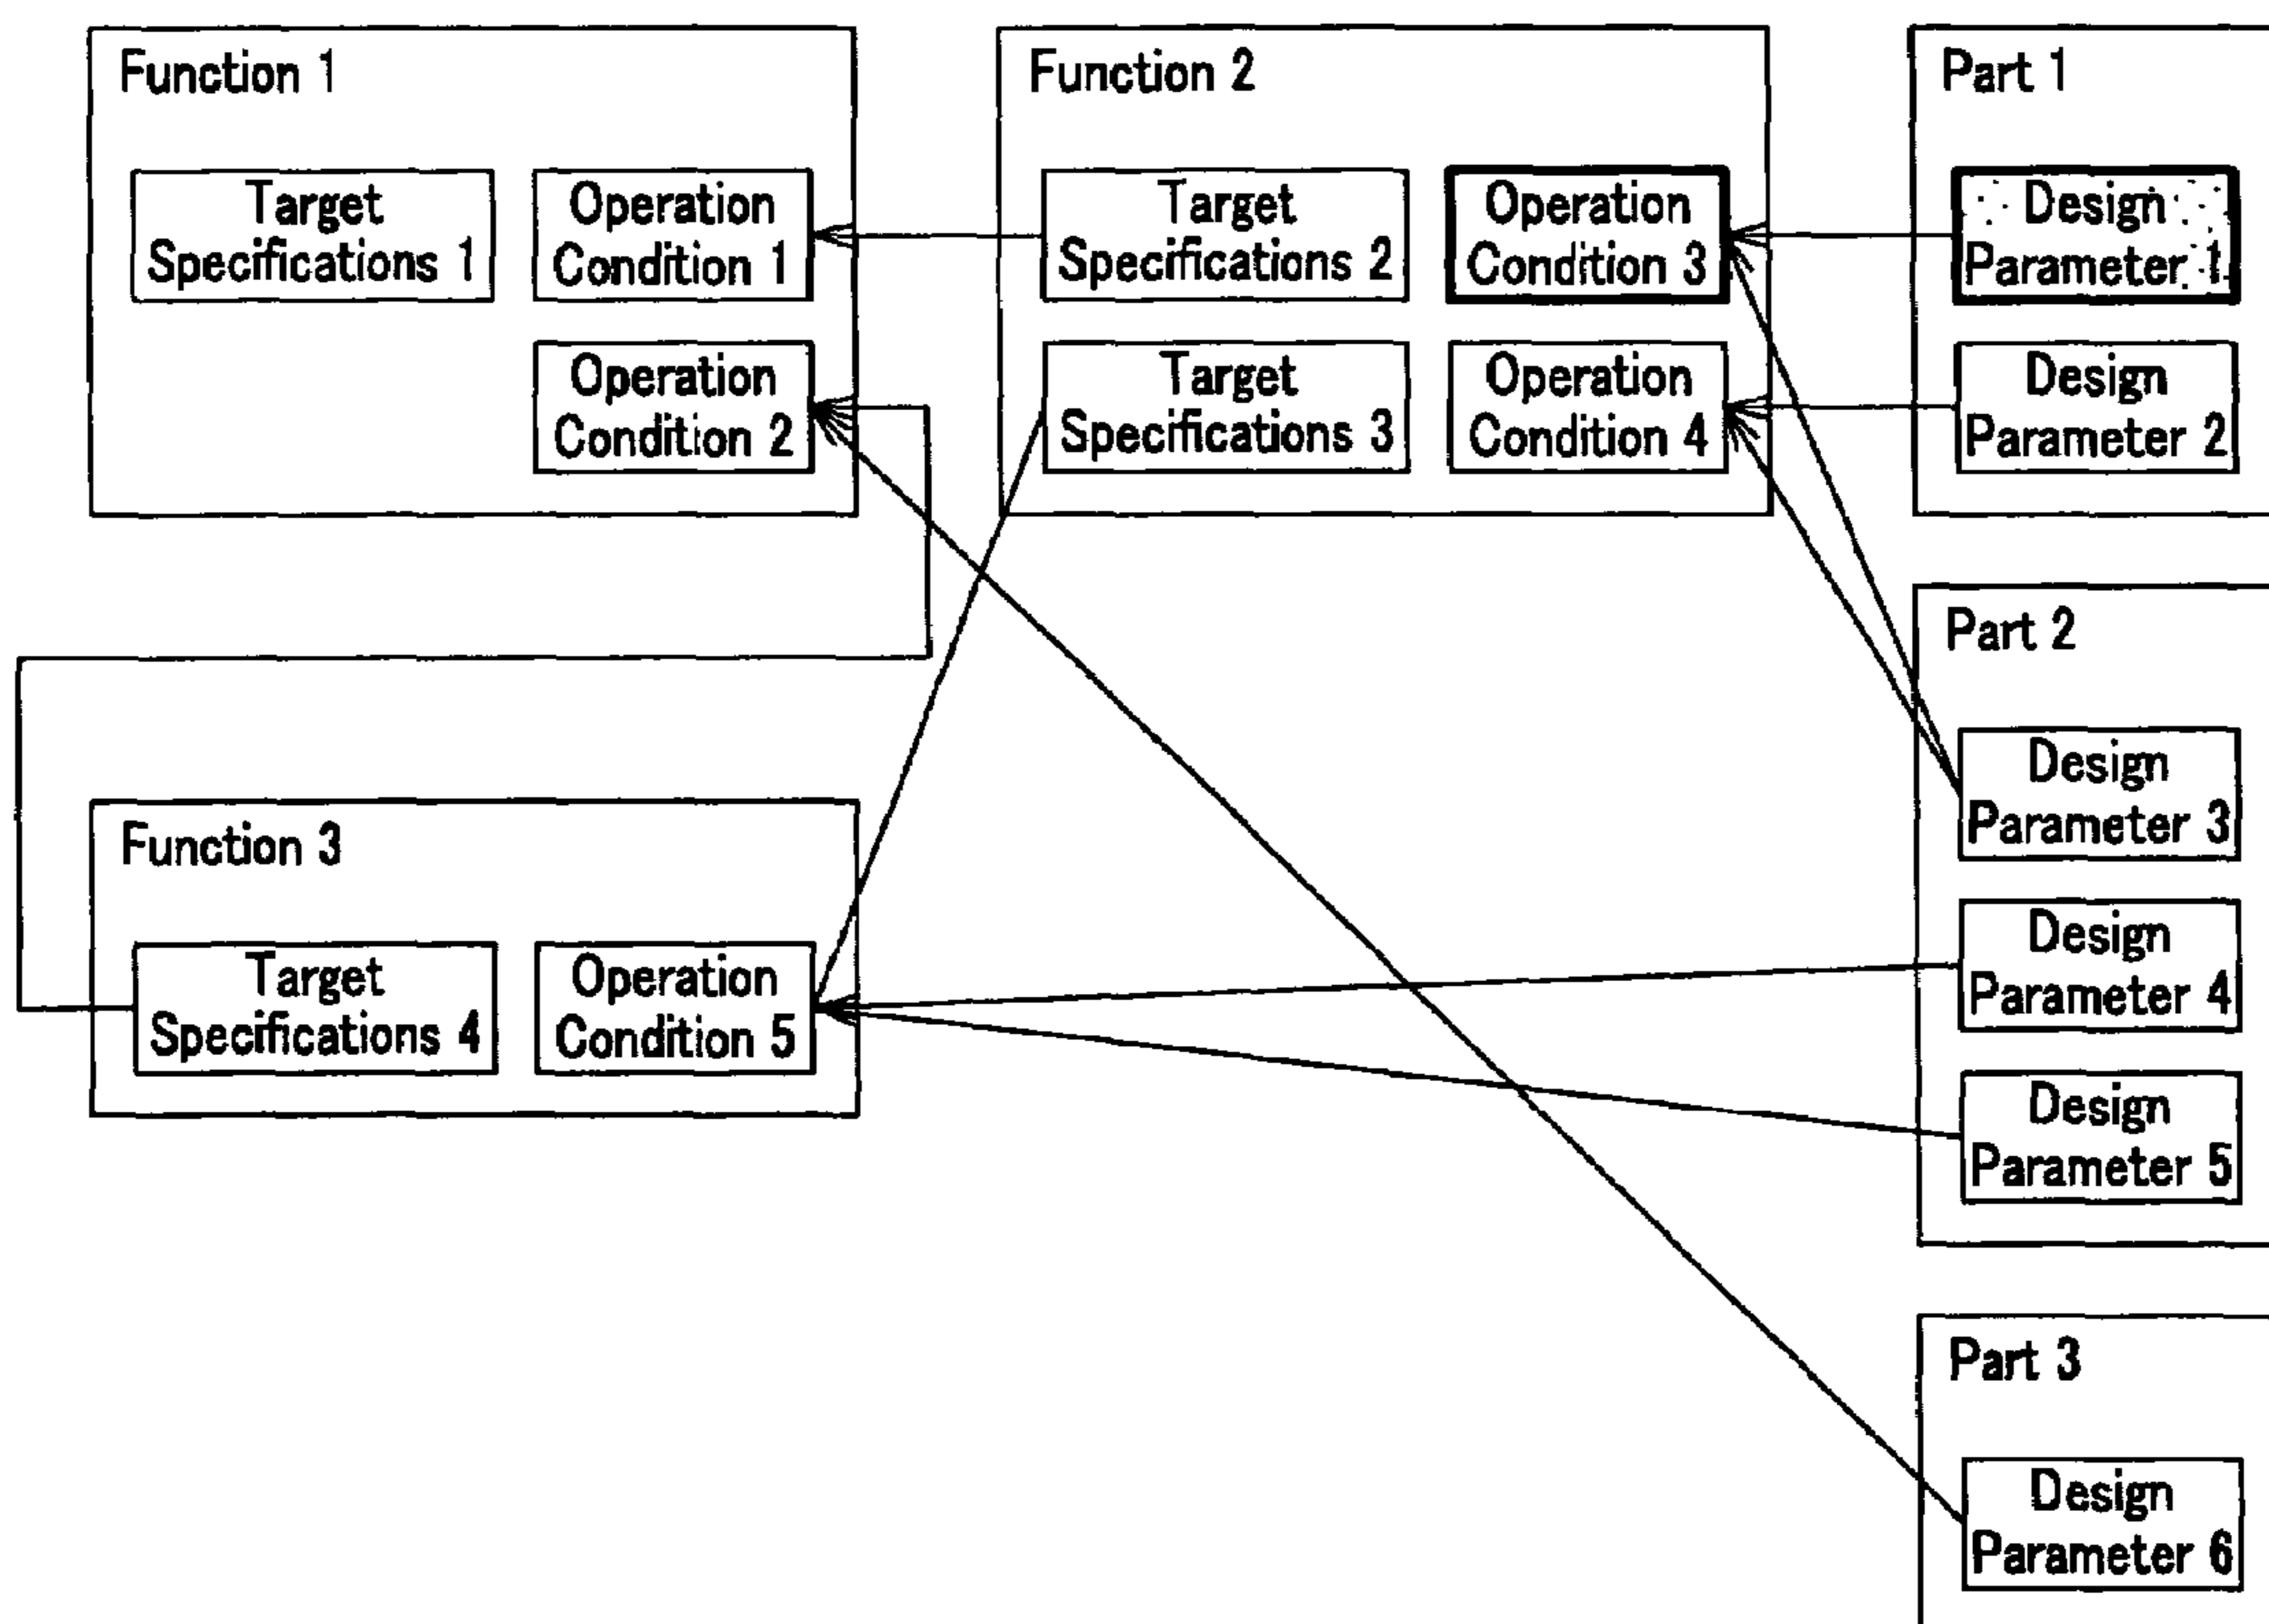 Function 1
Target
Specifications 1
Operation
Condition 1
Operation
Condition 2
Function 2
Target
Specifications 2
Operation
Condition 3
Target
Specifications 3
Operation
Condition 4
Part 1
Design
Parameter 1
Design
Parameter 2
Part 2
Design
Parameter 3
Design
Parameter 4
Design
Parameter 5
Function 3
Target
Specifications 4
Operation
Condition 5
Part 3
Design
Parameter 6